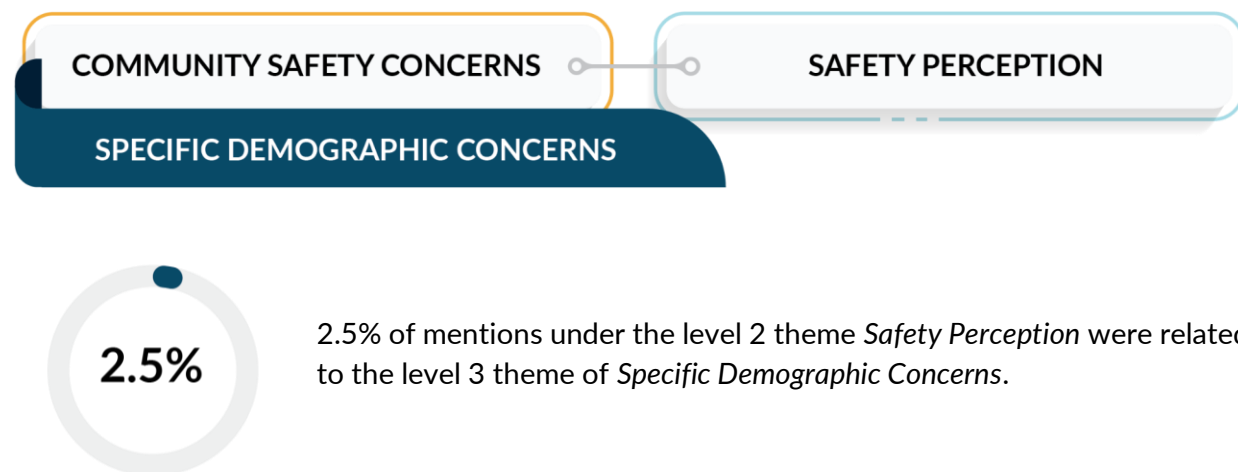 COMMUNITY SAFETY CONCERNS
SAFETY PERCEPTION
SPECIFIC DEMOGRAPHIC CONCERNS
2.5%
2.5% of mentions under the level 2 theme Safety Perception were related
to the level 3 theme of Specific Demographic Concerns.